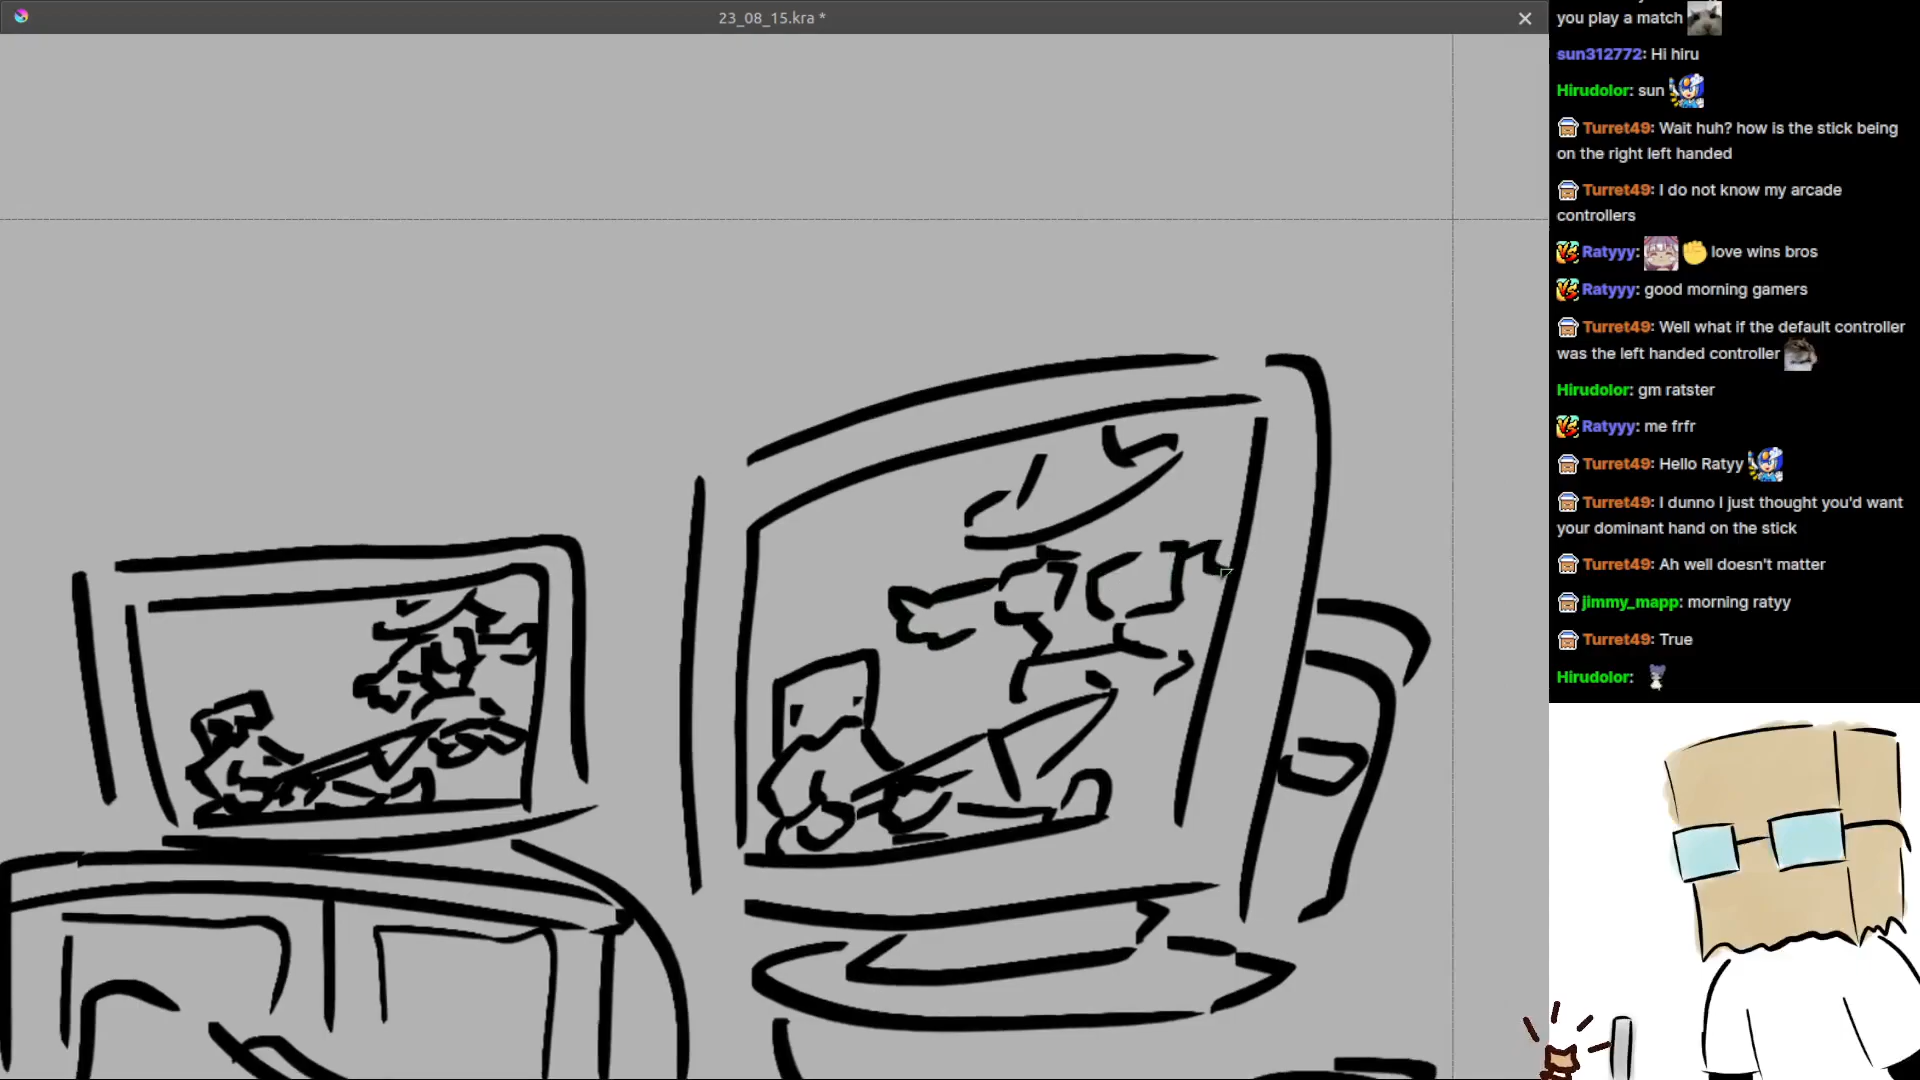 23_08_15.kra *
you play a match
sun312772: Hi hiru
Hirudolor: sun
Turret49: Wait huh? how is the stick being
on the right left handed
Turret49: I do not know my arcade
controllers
Ratyyy: love wins bros
Ratyyy: good morning gamers
Turret49: Well what if the default controller
was the left handed controller
Hirudolor: gm ratster
Ratyyy: me frfr
Turret49: Hello Ratyy
Turret49: I dunno I just thought you'd want
your dominant hand on the stick
Turret49: Ah well doesn't matter
jimmy_mapp: morning ratyy
Turret49: True
Hirudolor: